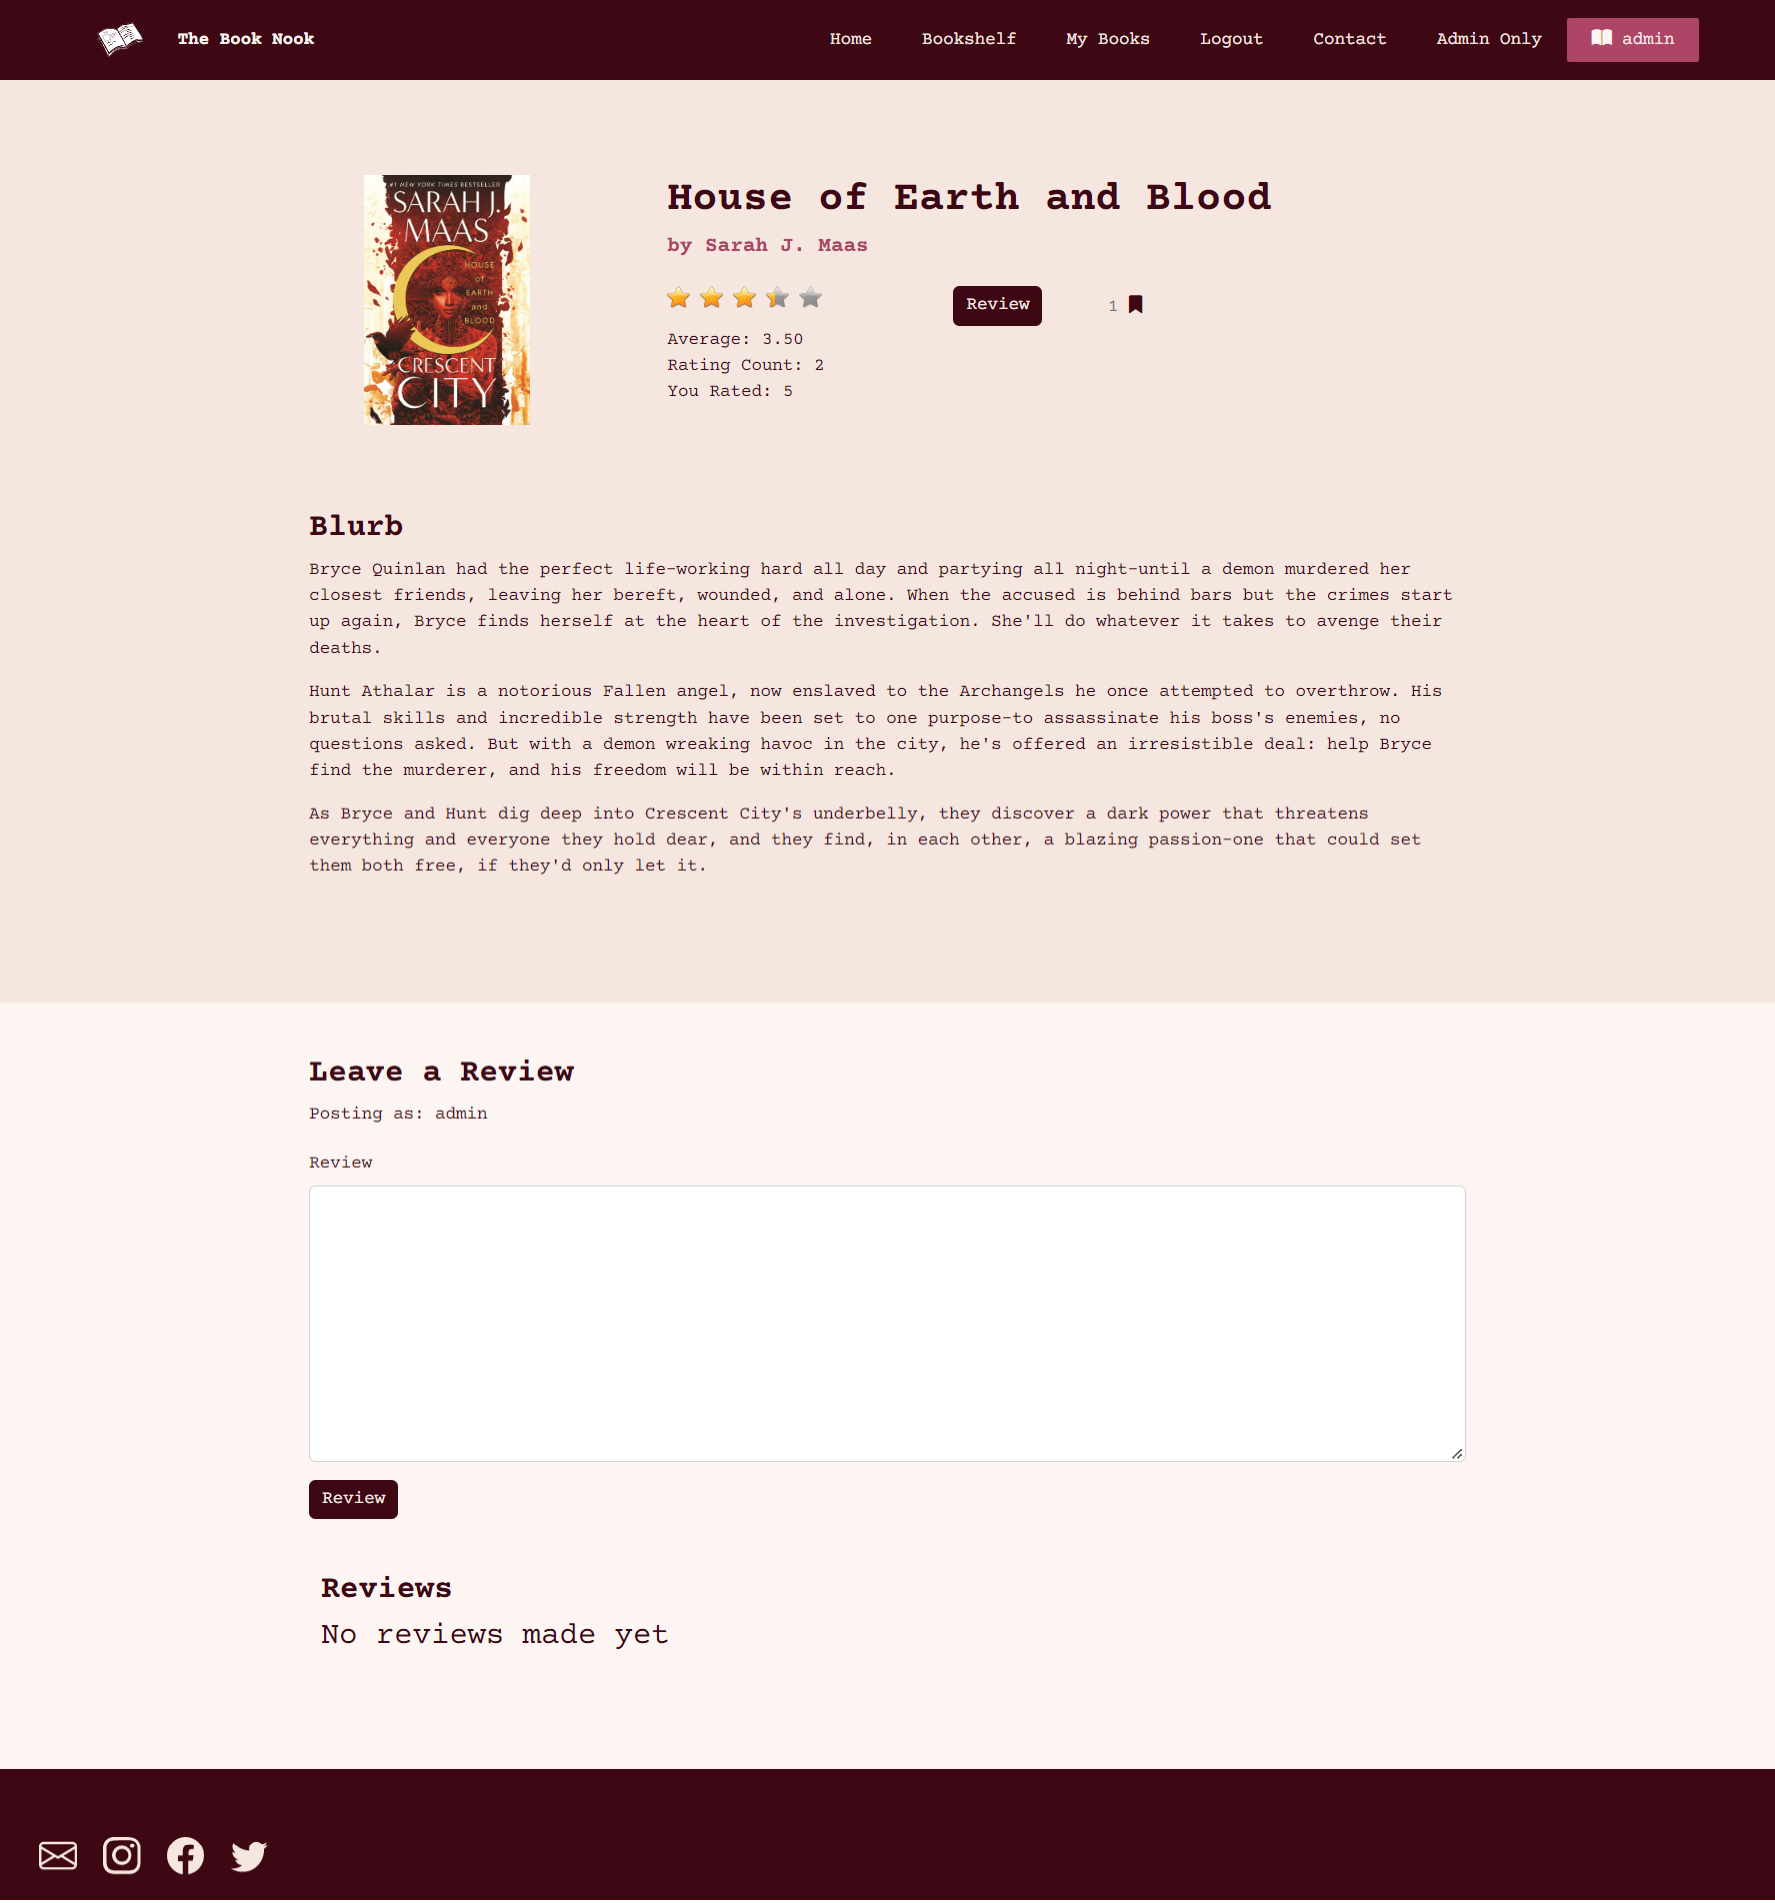 The Book Nook
Home
Bookshelf
My Books
Logout
Contact
Admin Only
admin
#1 NEW YORK TIMES BESTSELLER
SARAH J.
MAAS
HOUSE
of
EARTH
and
BLOOD
CRESCENT
CITY
House of Earth and Blood
by Sarah J. Maas
Review
1
Average: 3.50
Rating Count: 2
You Rated: 5
Blurb
Bryce Quinlan had the perfect life-working hard all day and partying all night-until a demon murdered her
closest friends, leaving her bereft, wounded, and alone. When the accused is behind bars but the crimes start
up again, Bryce finds herself at the heart of the investigation. She'll do whatever it takes to avenge their
deaths.
Hunt Athalar is a notorious Fallen angel, now enslaved to the Archangels he once attempted to overthrow. His
brutal skills and incredible strength have been set to one purpose-to assassinate his boss's enemies, no
questions asked. But with a demon wreaking havoc in the city, he's offered an irresistible deal: help Bryce
find the murderer, and his freedom will be within reach.
As Bryce and Hunt dig deep into Crescent City's underbelly, they discover a dark power that threatens
everything and everyone they hold dear, and they find, in each other, a blazing passion-one that could set
them both free, if they'd only let it.
Leave a Review
Posting as: admin
Review
Review
Reviews
No reviews made yet